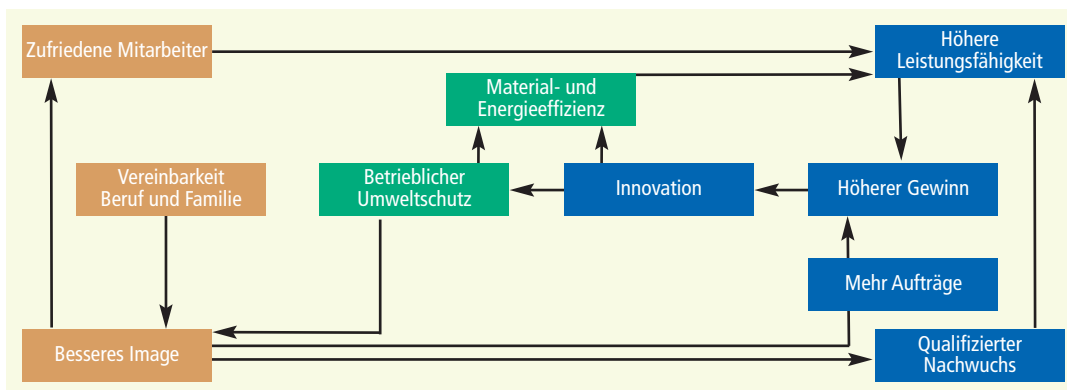 Zufriedene Mitarbeiter
Höhere
Leistungsfähigkeit
Material- und
Energieeffizienz
Vereinbarkeit
Beruf und Familie
Betrieblicher
Umweltschutz
Innovation
Höherer Gewinn
Mehr Aufträge
Besseres Image
Qualifizierter
Nachwuchs